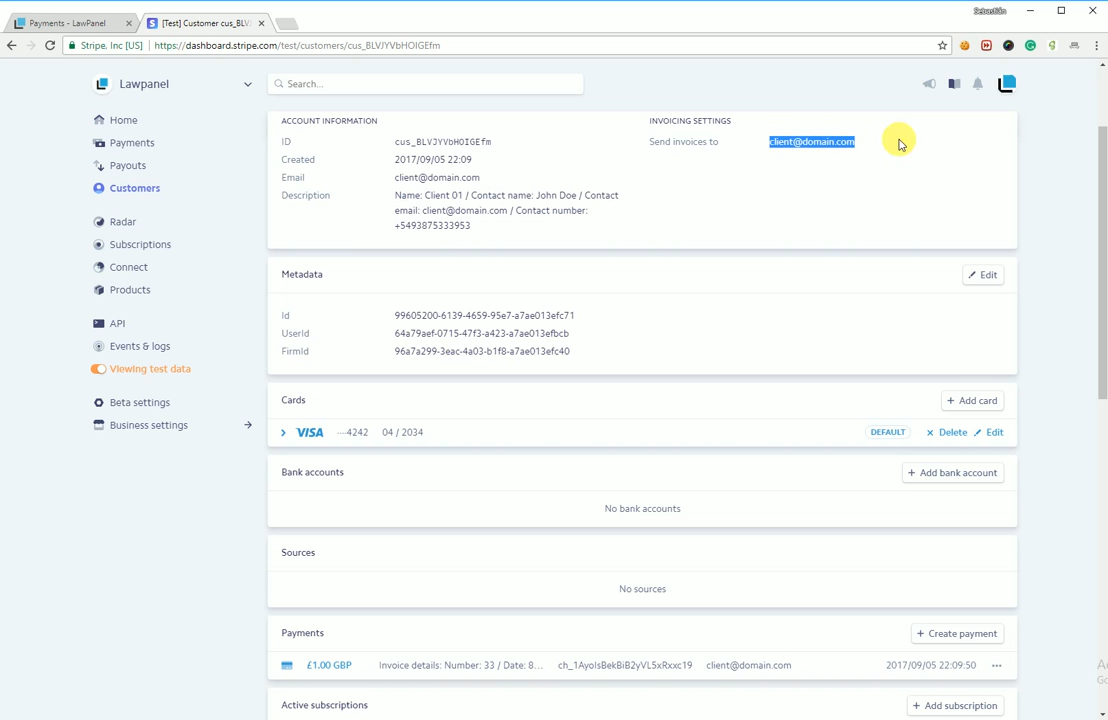 Sebastián
Payments - LawPanel
[Test] Customer cus_BLV
Stripe, Inc [US] https://dashboard.stripe.com/test/customers/cus_BLVJYVbHOIGEfm
Lawpanel
Search...
Home
Payments
Payouts
Customers
Radar
Subscriptions
Connect
Products
API
Events & logs
Viewing test data
Beta settings
Business settings
ACCOUNT INFORMATION
ID cus_BLVJYVbHOIGEfm
Created 2017/09/05 22:09
Email client@domain.com
Description Name: Client 01 / Contact name: John Doe / Contact
email: client@domain.com / Contact number:
+5493875333953
INVOICING SETTINGS
Send invoices to client@domain.com
Metadata Edit
Id 99605200-6139-4659-95e7-a7ae013efc71
UserId 64a79aef-0715-47f3-a423-a7ae013efbcb
FirmId 96a7a299-3eac-4a03-b1f8-a7ae013efc40
Cards + Add card
VISA ····4242 04 / 2034 DEFAULT × Delete Edit
Bank accounts + Add bank account
No bank accounts
Sources
No sources
Payments + Create payment
£1.00 GBP Invoice details: Number: 33 / Date: 8... ch_1AyoIsBekBiB2yVL5xRxxc19 client@domain.com 2017/09/05 22:09:50 •••
Active subscriptions + Add subscription